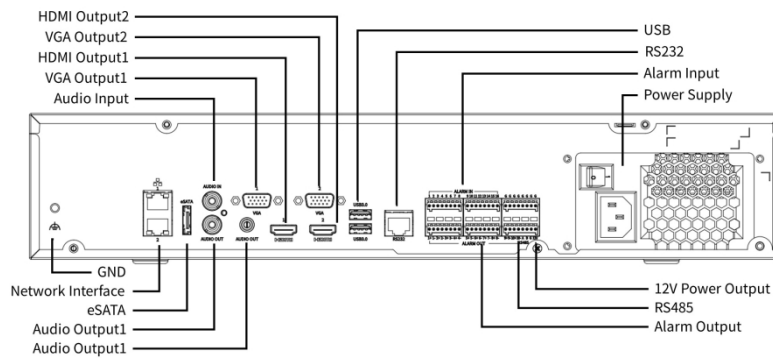 HDMI Output2
VGA Output2
HDMI Output1
VGA Output1
Audio Input
USB
RS232
Alarm Input
Power Supply
AUDIO IN
eSATA
AUDIO OUT
AUDIO OUT
1
VGA
2
VGA
USB3.0
USB3.0
RS232
ALARM IN
ALARM OUT
GND
Network Interface
eSATA
Audio Output1
Audio Output1
12V Power Output
RS485
Alarm Output